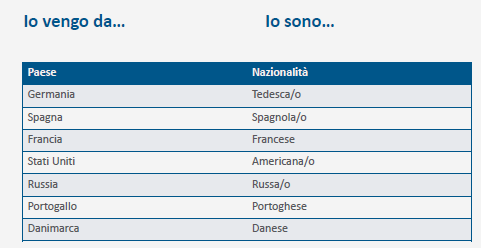 Io vengo da... Io sono...
Paese Nazionalità
Germania Tedesca/o
Spagna Spagnola/o
Francia Francese
Stati Uniti Americana/o
Russia Russa/o
Portogallo Portoghese
Danimarca Danese